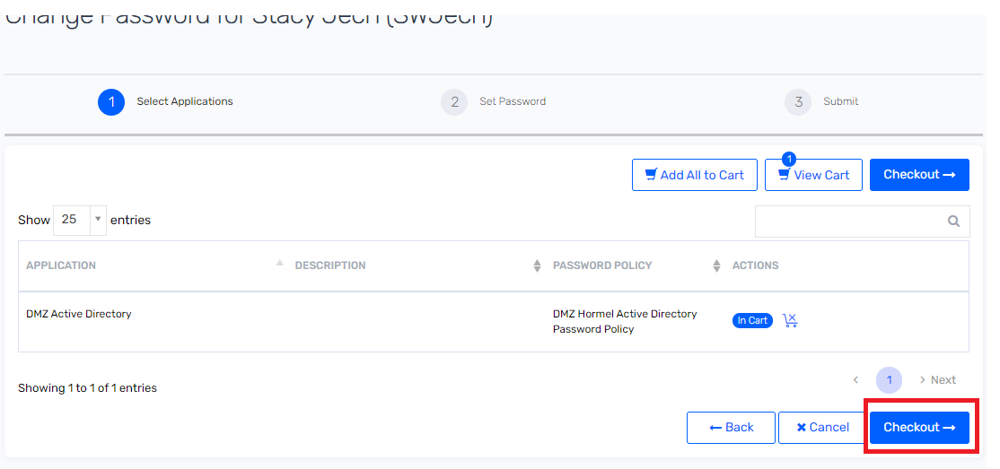 Change Password for Stacy Jech (SWJech)
1 Select Applications 2 Set Password 3 Submit
1
Add All to Cart View Cart Checkout →
Show 25 entries
APPLICATION DESCRIPTION PASSWORD POLICY ACTIONS
DMZ Active Directory DMZ Hormel Active Directory In Cart
Password Policy
‹ 1 › Next
Showing 1 to 1 of 1 entries
← Back × Cancel Checkout →